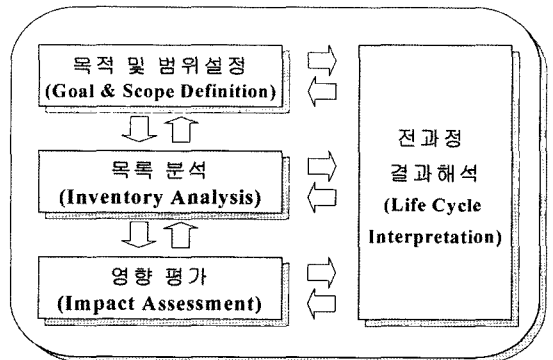 목적 및 범위설정
(Goal & Scope Definition)
목록 분석
(Inventory Analysis)
영향 평가
(Impact Assessment)
전과정
결과해석
(Life Cycle
Interpretation)